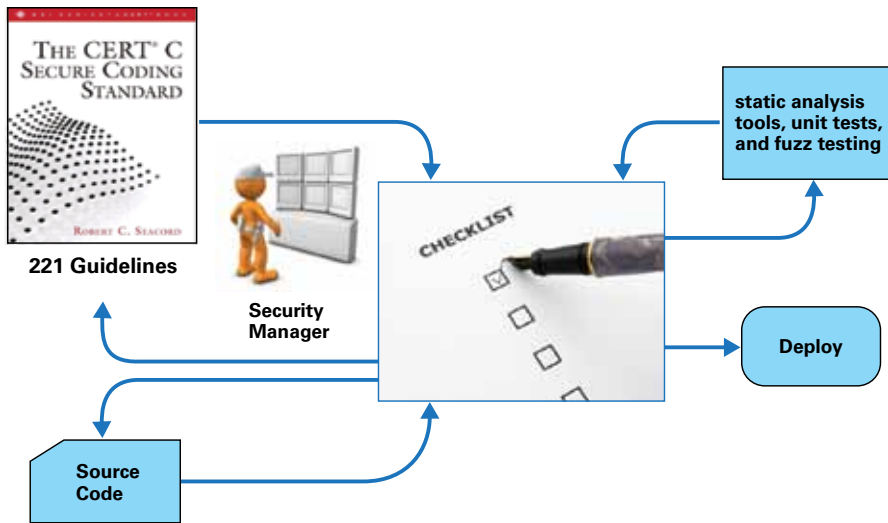 THE CERT® C
SECURE CODING
STANDARD
ROBERT C. SEACORD
221 Guidelines
Security
Manager
CHECKLIST
static analysis
tools, unit tests,
and fuzz testing
Deploy
Source
Code